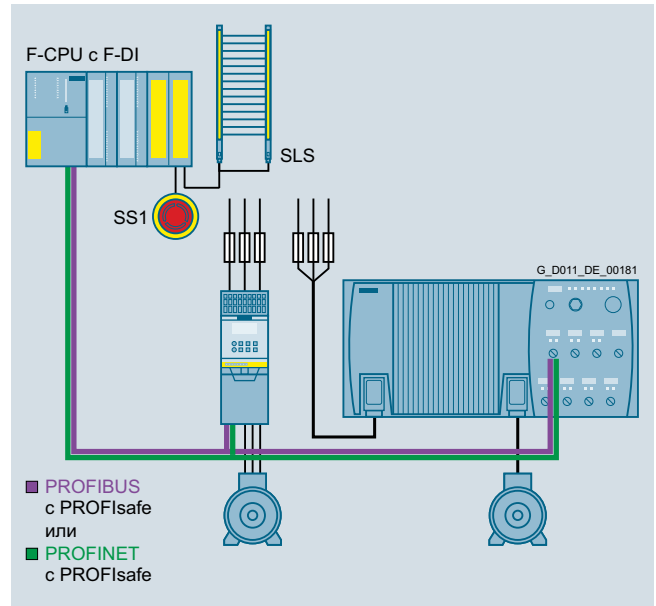 F-CPU с F-DI
SLS
SS1
G_D011_DE_00181
PROFIBUS
с PROFIsafe
или
PROFINET
с PROFIsafe